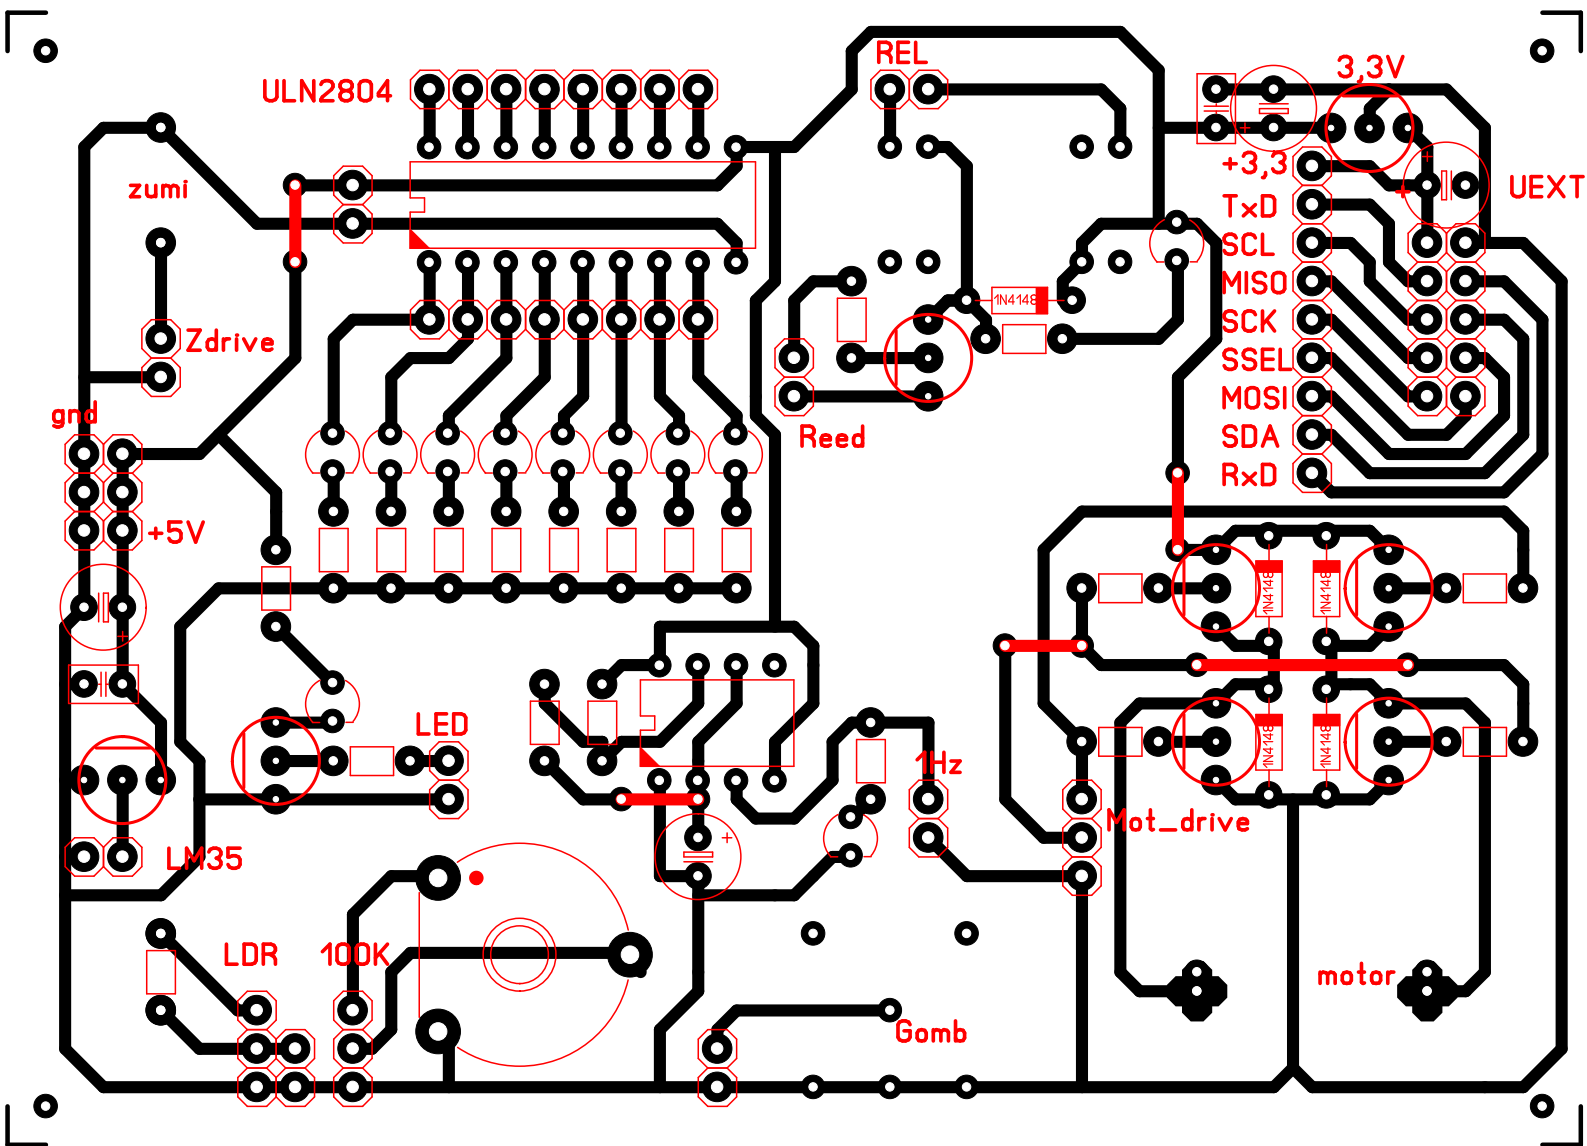 REL
3,3V
ULN2804
+3,3
zumi
UEXT
TxD
SCL
MISO
1N4148
SCK
Zdrive
SSEL
MOSI
gnd
Reed
SDA
RxD
+5V
1N4148
1N4148
LED
1N4148
1N4148
1Hz
Mot_drive
LM35
LDR
100K
motor
Gomb